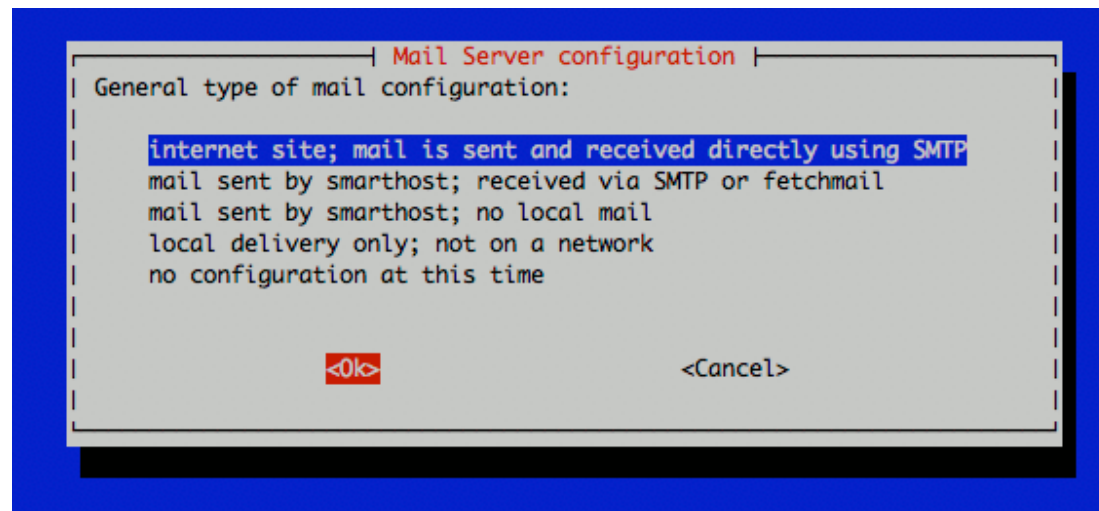 Mail Server configuration
General type of mail configuration:
internet site; mail is sent and received directly using SMTP
mail sent by smarthost; received via SMTP or fetchmail
mail sent by smarthost; no local mail
local delivery only; not on a network
no configuration at this time
<Ok> <Cancel>